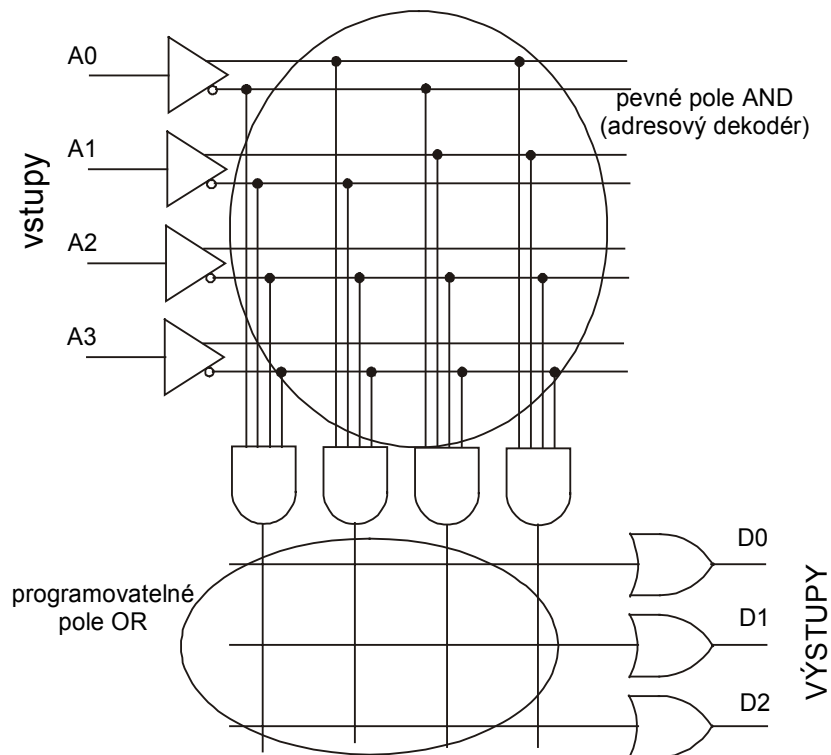 A0
pevné pole AND
(adresový dekodér)
A1
vstupy
A2
A3
D0
programovatelné
pole OR
D1
VÝSTUPY
D2